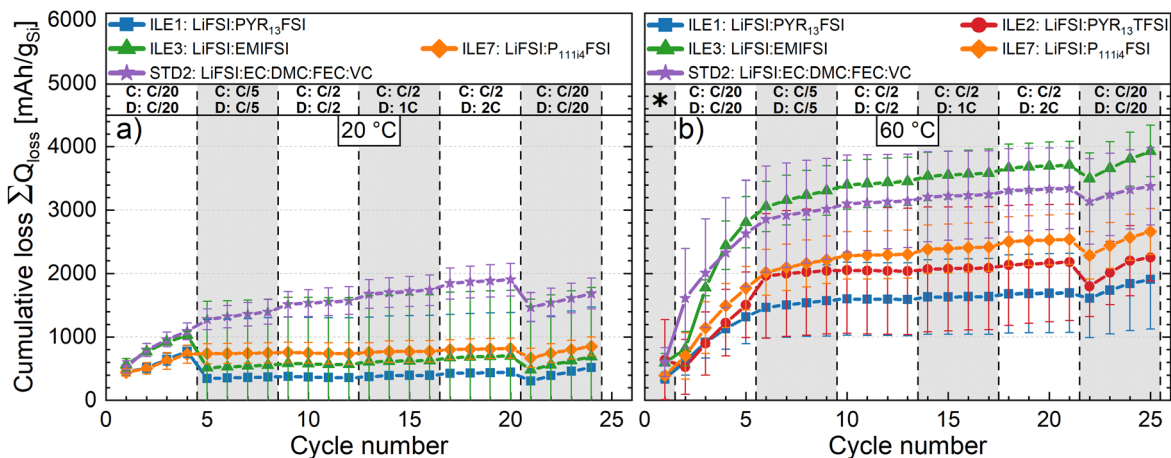 Cumulative loss ΣQloss [mAh/gSi]
6000
5000
4000
3000
2000
1000
0
ILE1: LiFSI:PYR13FSI
ILE3: LiFSI:EMIFSI
ILE7: LiFSI:P111i4FSI
STD2: LiFSI:EC:DMC:FEC:VC
C: C/20 C: C/5 C: C/2 C: C/2 C: C/2 C: C/20
D: C/20 D: C/5 D: C/2 D: 1C D: 2C D: C/20
a) 20 °C
0 5 10 15 20 25
Cycle number
ILE1: LiFSI:PYR13FSI ILE2: LiFSI:PYR13TFSI
ILE3: LiFSI:EMIFSI ILE7: LiFSI:P111i4FSI
STD2: LiFSI:EC:DMC:FEC:VC
* C: C/20 C: C/5 C: C/2 C: C/2 C: C/2 C: C/20
D: C/20 D: C/5 D: C/2 D: 1C D: 2C D: C/20
b) 60 °C
0 5 10 15 20 25
Cycle number